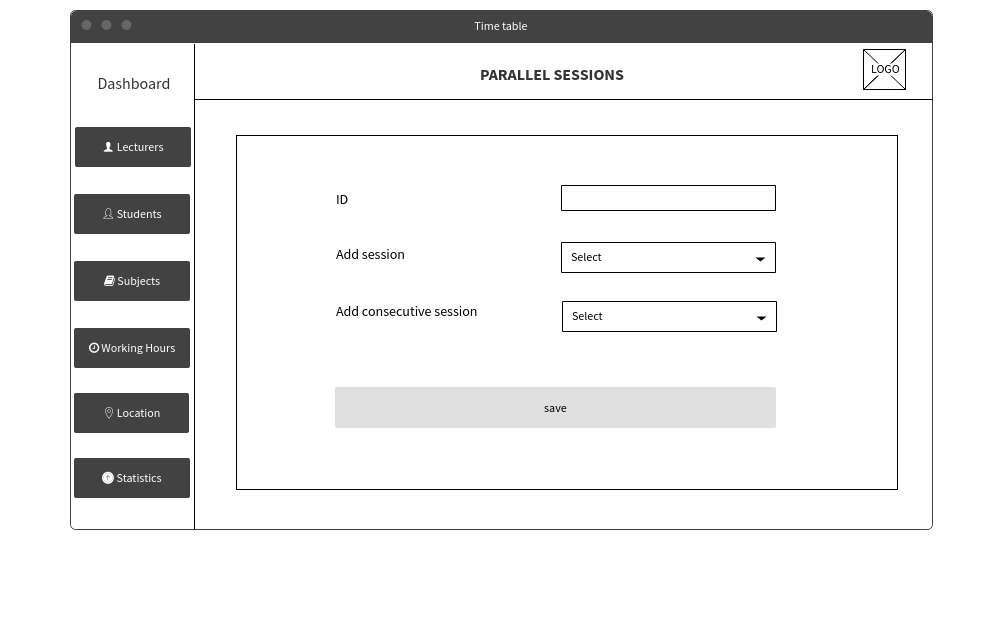 Time table
Dashboard
PARALLEL SESSIONS
LOGO
Lecturers
Students
Subjects
Working Hours
Location
Statistics
ID
Add session
Select
Add consecutive session
Select
save